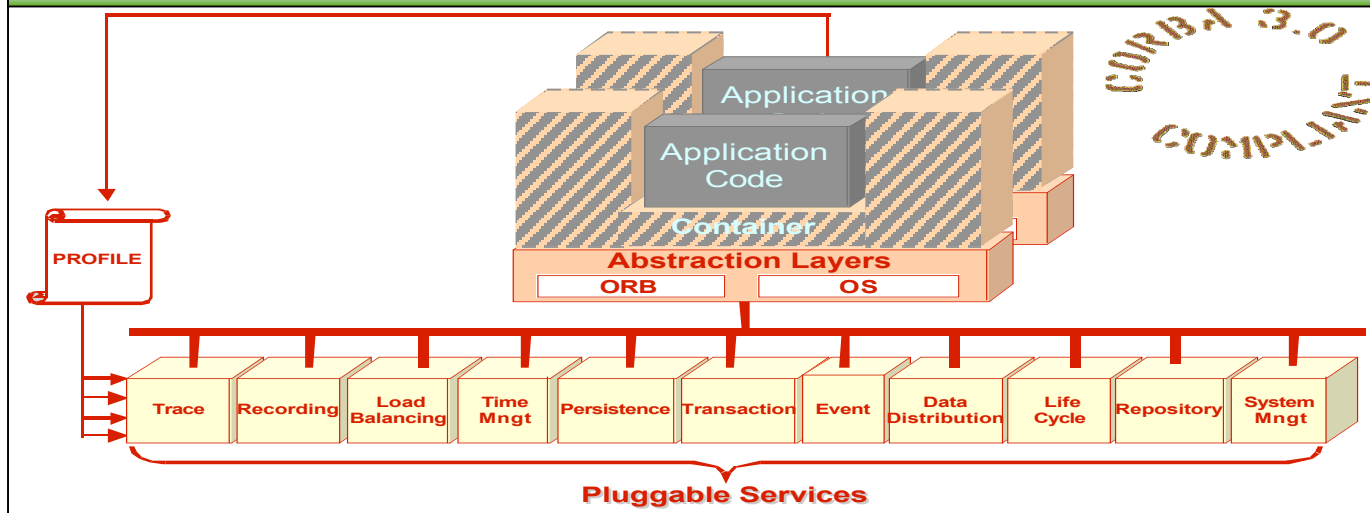 CORBA 3.0
COMPLIANT
Application
Application
Code
Container
Abstraction Layers
ORB
OS
PROFILE
Trace
Recording
Load
Balancing
Time
Mngt
Persistence
Transaction
Event
Data
Distribution
Life
Cycle
Repository
System
Mngt
Pluggable Services